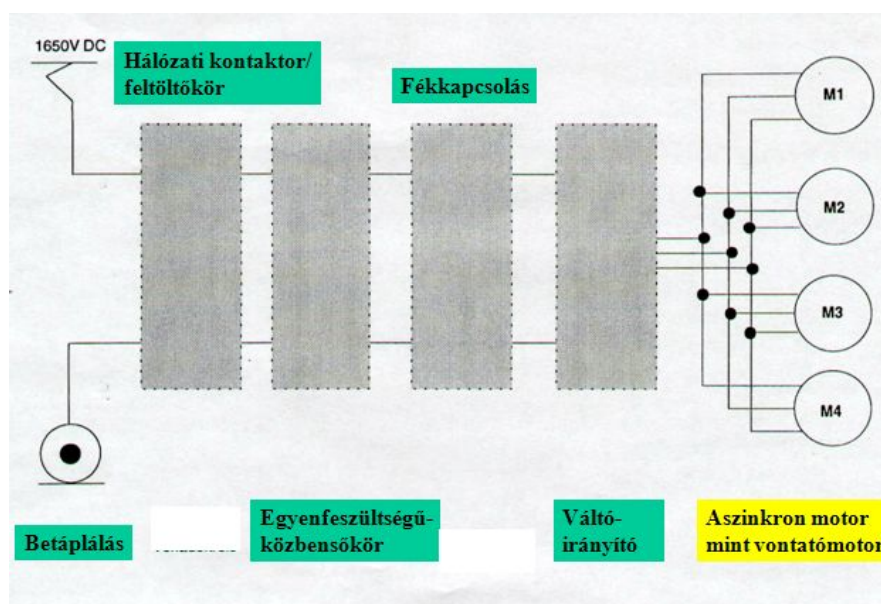 1650V DC
Hálózati kontaktor/
feltöltőkör
Fékkapcsolás
M1
M2
M3
M4
Betáplálás
Egyenfeszültségű-
közbensőkör
Váltó-
irányító
Aszinkron motor
mint vontatómotor